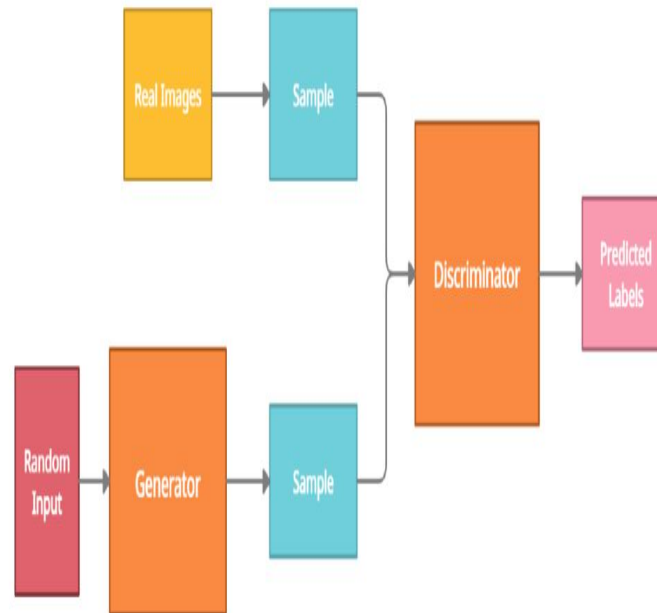 Real Images
Sample
Discriminator
Predicted
Labels
Random
Input
Generator
Sample